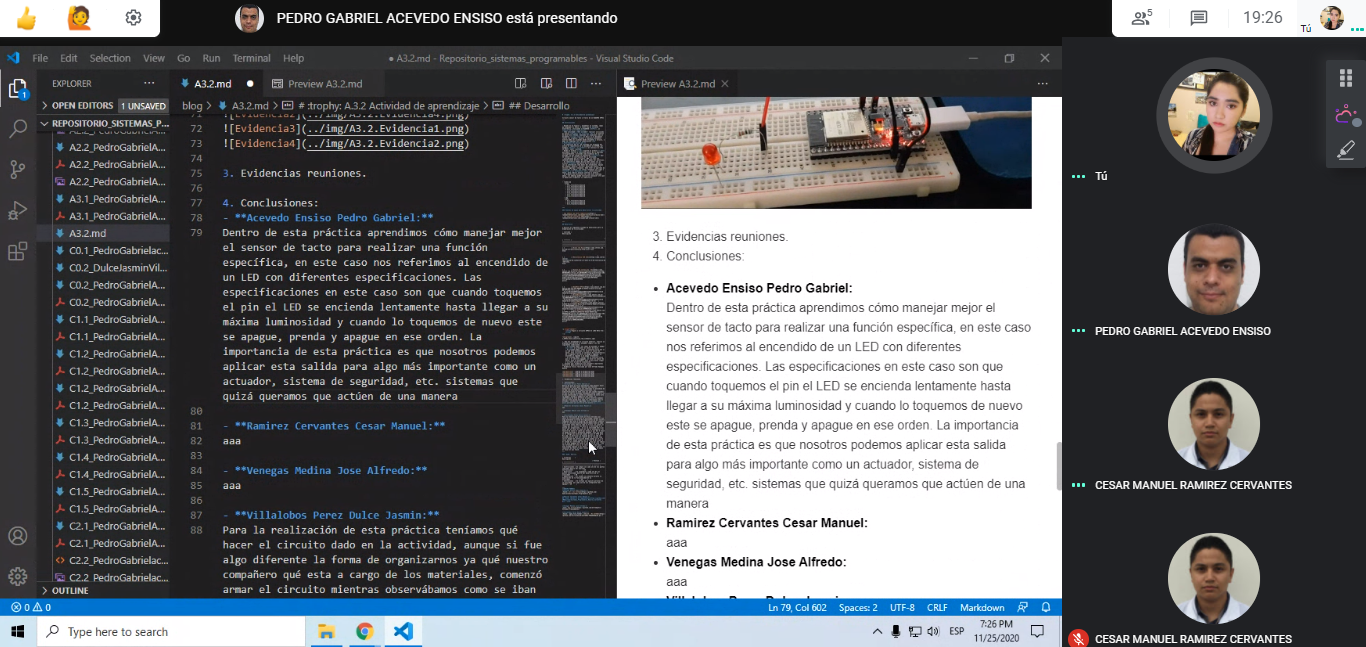 PEDRO GABRIEL ACEVEDO ENSISO está presentando
5
19:26
Tú
File Edit Selection View Go Run Terminal Help
● A3.2.md - Repositorio_sistemas_programables - Visual Studio Code
EXPLORER ···
OPEN EDITORS 1 UNSAVED
REPOSITORIO_SISTEMAS_P...
A2.2_PedroGabrielA...
A2.2_PedroGabrielA...
A2.2_PedroGabrielA...
A2.2_PedroGabrielA...
A3.1_PedroGabrielA...
A3.1_PedroGabrielA...
A3.2.md
C0.1_PedroGabrielac...
C0.2_DulceJasminVil...
C0.2_PedroGabrielA...
C0.2_PedroGabrielA...
C1.1_PedroGabrielA...
C1.1_PedroGabrielA...
C1.2_PedroGabrielA...
C1.2_PedroGabrielA...
C1.2_PedroGabrielA...
C1.2_PedroGabrielA...
C1.3_PedroGabrielA...
C1.3_PedroGabrielA...
C1.4_PedroGabrielA...
C1.4_PedroGabrielA...
C1.5_PedroGabrielA...
C1.5_PedroGabrielA...
C2.1_PedroGabrielA...
C2.1_PedroGabrielA...
C2.2_PedroGabrielac...
C2.2_PedroGabrielA...
OUTLINE
A3.2.md ●
Preview A3.2.md
blog > A3.2.md > # :trophy: A.3.2 Actividad de aprendizaje > ## Desarrollo
71 ![Evidencia2](../img/A3.2.Evidencia4.png)
72 ![Evidencia3](../img/A3.2.Evidencia1.png)
73 ![Evidencia4](../img/A3.2.Evidencia2.png)
74
75 3. Evidencias reuniones.
76
77 4. Conclusiones:
78 - **Acevedo Ensiso Pedro Gabriel:**
79 Dentro de esta práctica aprendimos cómo manejar mejor
el sensor de tacto para realizar una función
específica, en este caso nos referimos al encendido de
un LED con diferentes especificaciones. Las
especificaciones en este caso son que cuando toquemos
el pin el LED se encienda lentamente hasta llegar a su
máxima luminosidad y cuando lo toquemos de nuevo este
se apague, prenda y apague en ese orden. La
importancia de esta práctica es que nosotros podemos
aplicar esta salida para algo más importante como un
actuador, sistema de seguridad, etc. sistemas que
quizá queramos que actúen de una manera
80
81 - **Ramirez Cervantes Cesar Manuel:**
82 aaa
83
84 - **Venegas Medina Jose Alfredo:**
85 aaa
86
87 - **Villalobos Perez Dulce Jasmin:**
88 Para la realización de esta práctica teníamos qué
hacer el circuito dado en la actividad, aunque si fue
algo diferente la forma de organizarnos ya qué nuestro
compañero qué esta a cargo de los materiales, comenzó
armar el circuito mientras observábamos como se iban
Preview A3.2.md ×
3. Evidencias reuniones.
4. Conclusiones:
• Acevedo Ensiso Pedro Gabriel:
Dentro de esta práctica aprendimos cómo manejar mejor el
sensor de tacto para realizar una función específica, en este caso
nos referimos al encendido de un LED con diferentes
especificaciones. Las especificaciones en este caso son que
cuando toquemos el pin el LED se encienda lentamente hasta
llegar a su máxima luminosidad y cuando lo toquemos de nuevo
este se apague, prenda y apague en ese orden. La importancia
de esta práctica es que nosotros podemos aplicar esta salida
para algo más importante como un actuador, sistema de
seguridad, etc. sistemas que quizá queramos que actúen de una
manera
• Ramirez Cervantes Cesar Manuel:
aaa
• Venegas Medina Jose Alfredo:
aaa
Tú
PEDRO GABRIEL ACEVEDO ENSISO
CESAR MANUEL RAMIREZ CERVANTES
CESAR MANUEL RAMIREZ CERVANTES
0 0
Ln 79, Col 602 Spaces: 2 UTF-8 CRLF Markdown
Type here to search
ESP
7:26 PM
11/25/2020